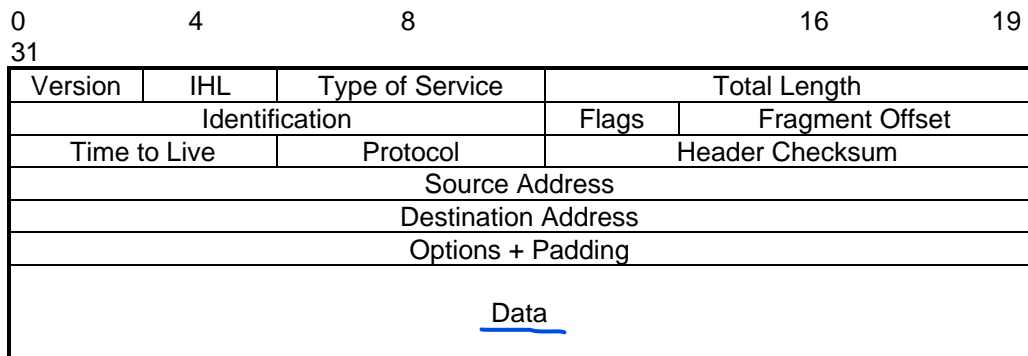 0 4 8 16 19
31
Version IHL Type of Service Total Length
Identification Flags Fragment Offset
Time to Live Protocol Header Checksum
Source Address
Destination Address
Options + Padding
Data